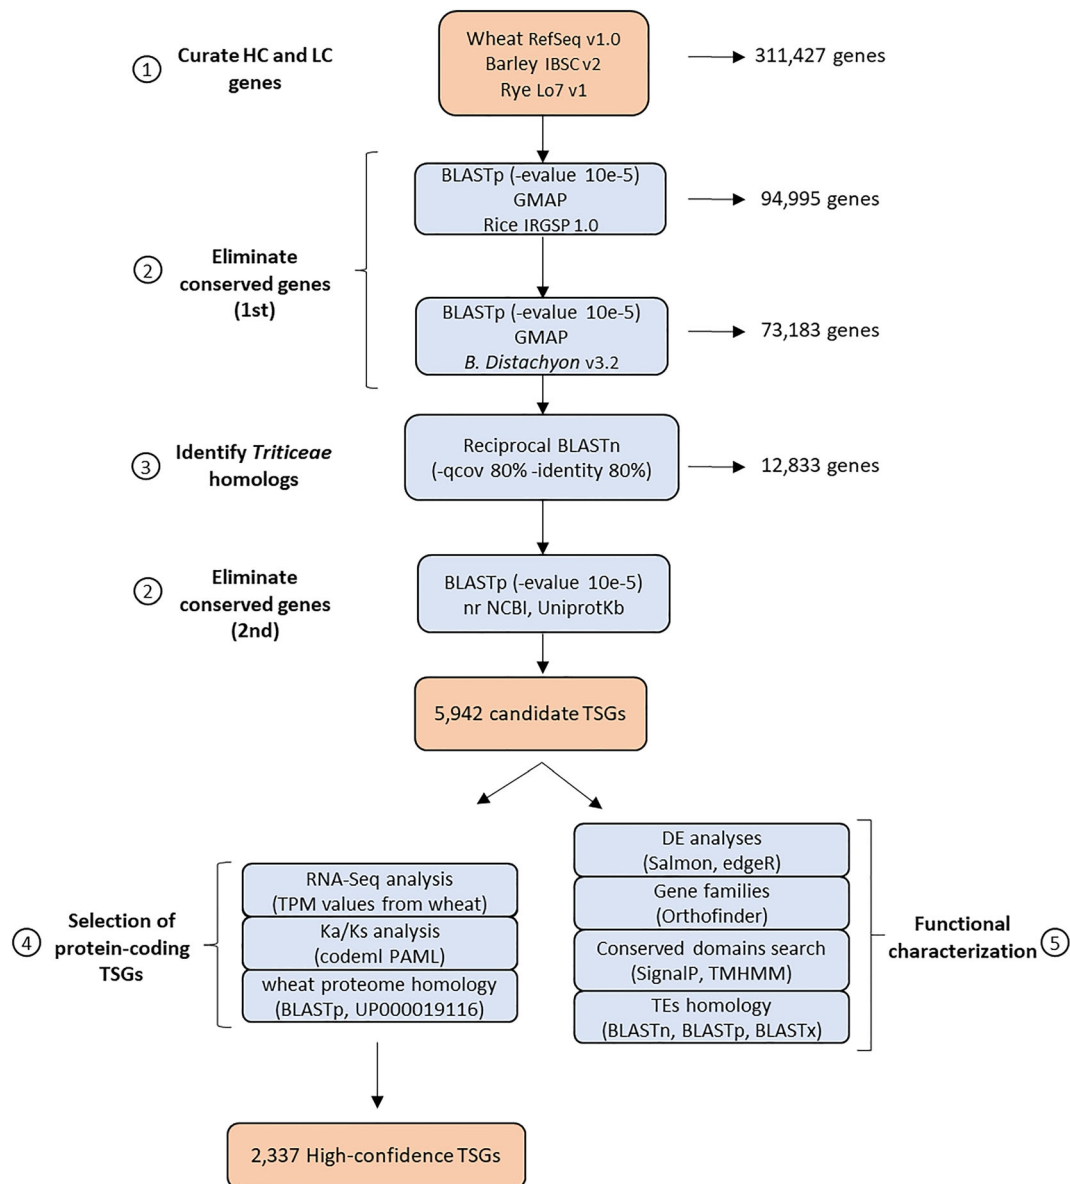 1
Curate HC and LC
genes
Wheat RefSeq v1.0
Barley IBSC v2
Rye Lo7 v1
311,427 genes
2
Eliminate
conserved genes
(1st)
BLASTp (-evalue 10e-5)
GMAP
Rice IRGSP 1.0
94,995 genes
BLASTp (-evalue 10e-5)
GMAP
B. Distachyon v3.2
73,183 genes
3
Identify Triticeae
homologs
Reciprocal BLASTn
(-qcov 80% -identity 80%)
12,833 genes
2
Eliminate
conserved genes
(2nd)
BLASTp (-evalue 10e-5)
nr NCBI, UniprotKb
5,942 candidate TSGs
4
Selection of
protein-coding
TSGs
RNA-Seq analysis
(TPM values from wheat)
Ka/Ks analysis
(codeml PAML)
wheat proteome homology
(BLASTp, UP000019116)
DE analyses
(Salmon, edgeR)
Gene families
(Orthofinder)
Conserved domains search
(SignalP, TMHMM)
TEs homology
(BLASTn, BLASTp, BLASTx)
Functional
characterization
5
2,337 High-confidence TSGs